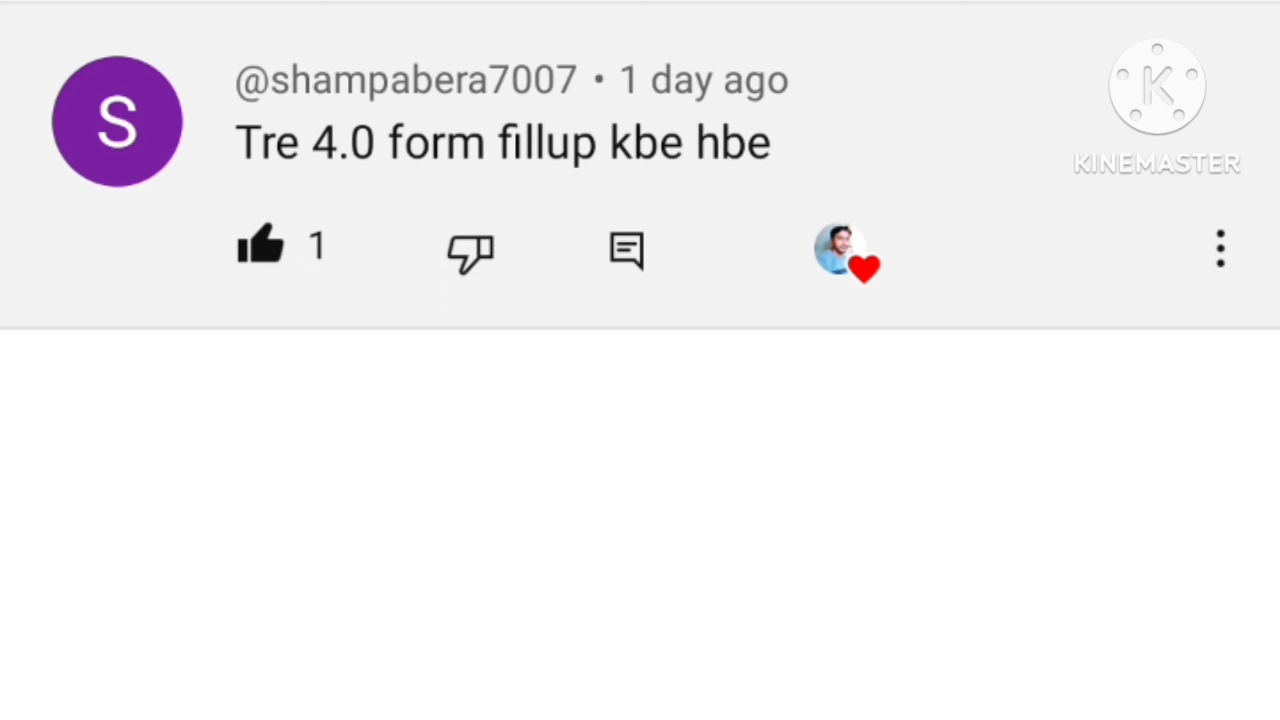 S
@shampabera7007 • 1 day ago
Tre 4.0 form fillup kbe hbe
1
K
KINEMASTER